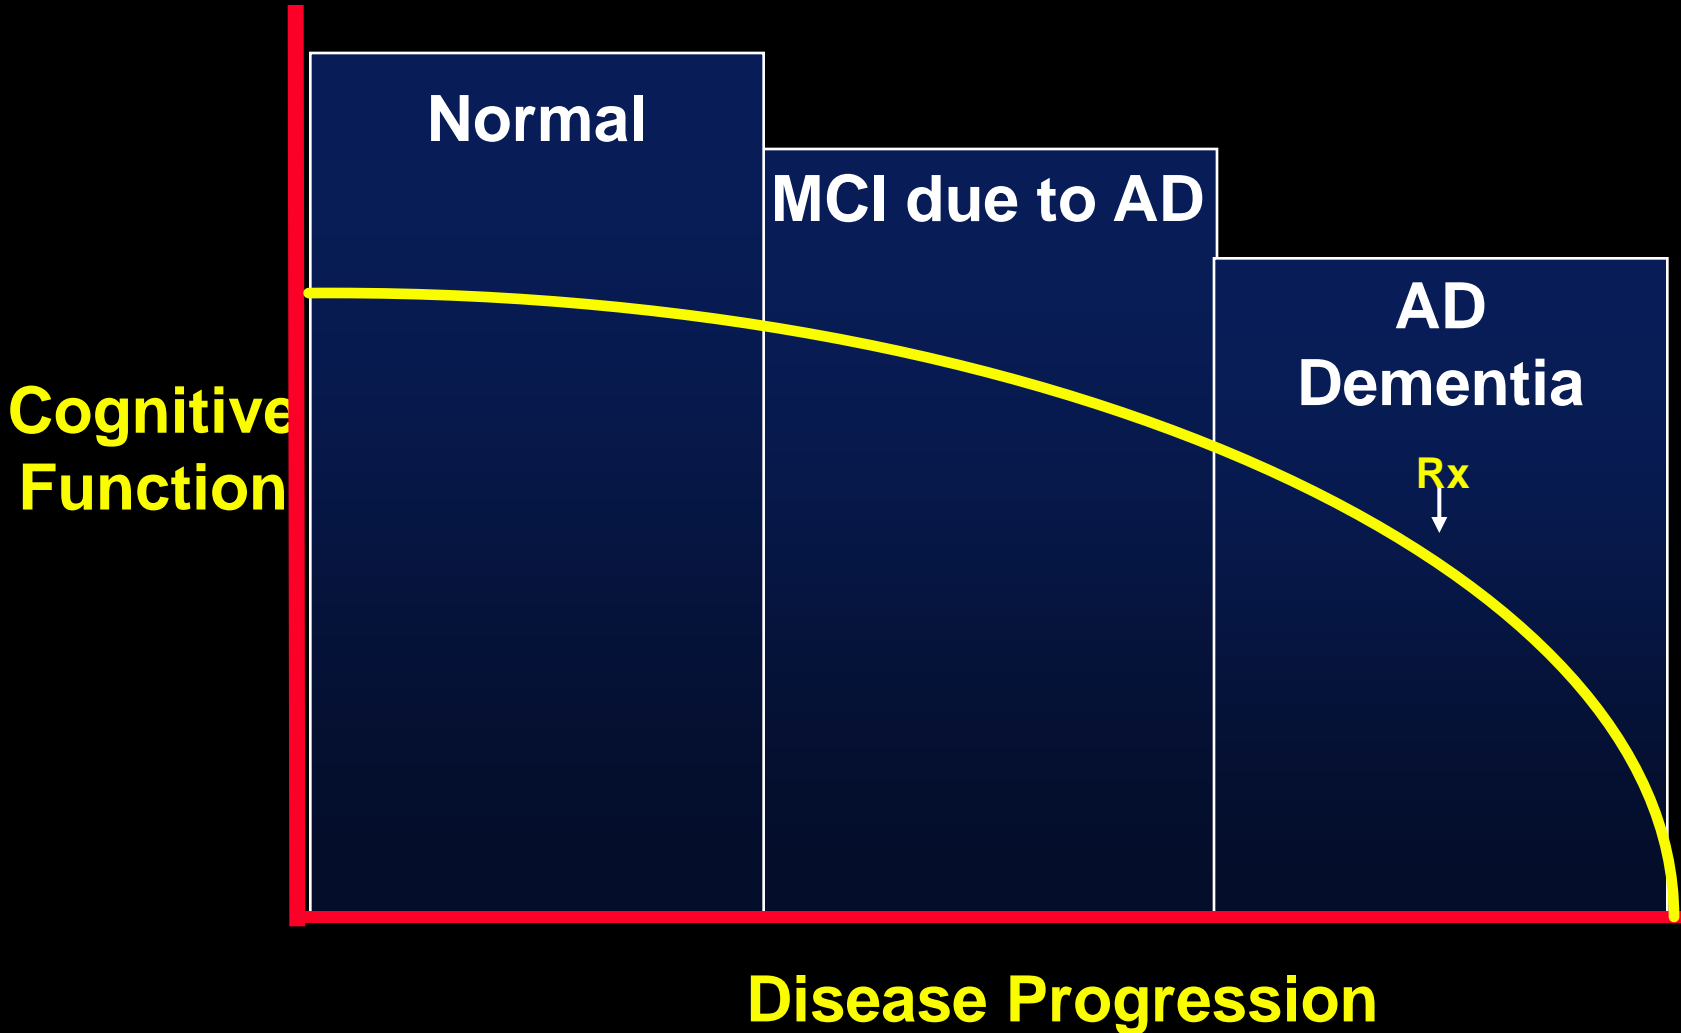 Normal
MCI due to AD
AD
Dementia
Cognitive
Function
Rx
Disease Progression